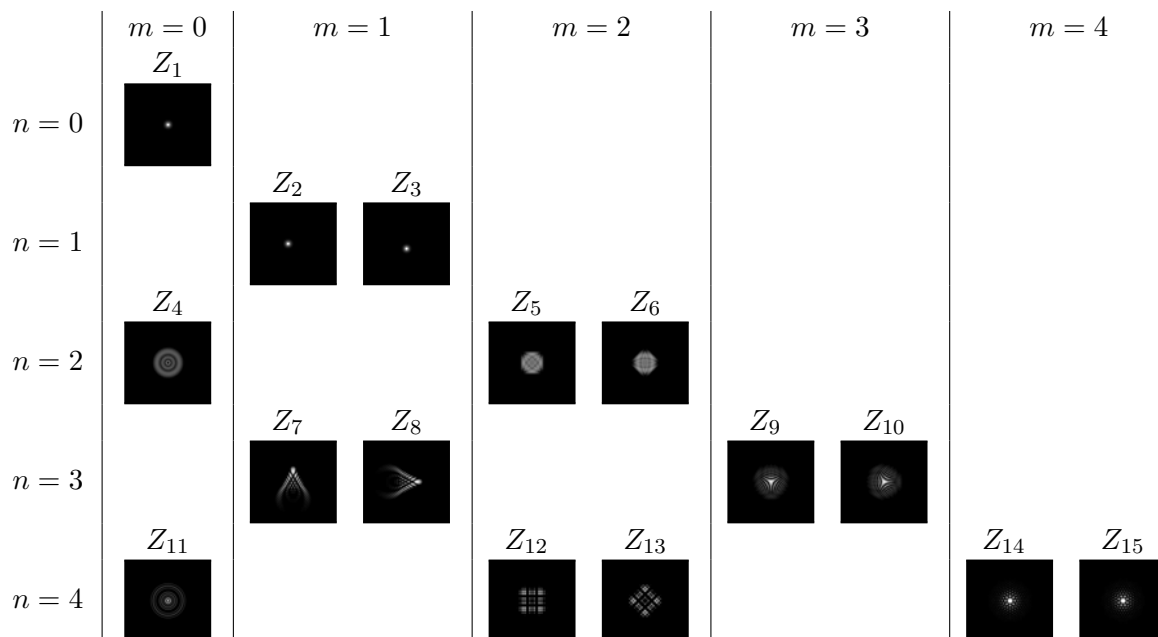 m = 0 m = 1 m = 2 m = 3 m = 4
Z₁
n = 0
Z₂ Z₃
n = 1
Z₄ Z₅ Z₆
n = 2
Z₇ Z₈ Z₉ Z₁₀
n = 3
Z₁₁ Z₁₂ Z₁₃ Z₁₄ Z₁₅
n = 4